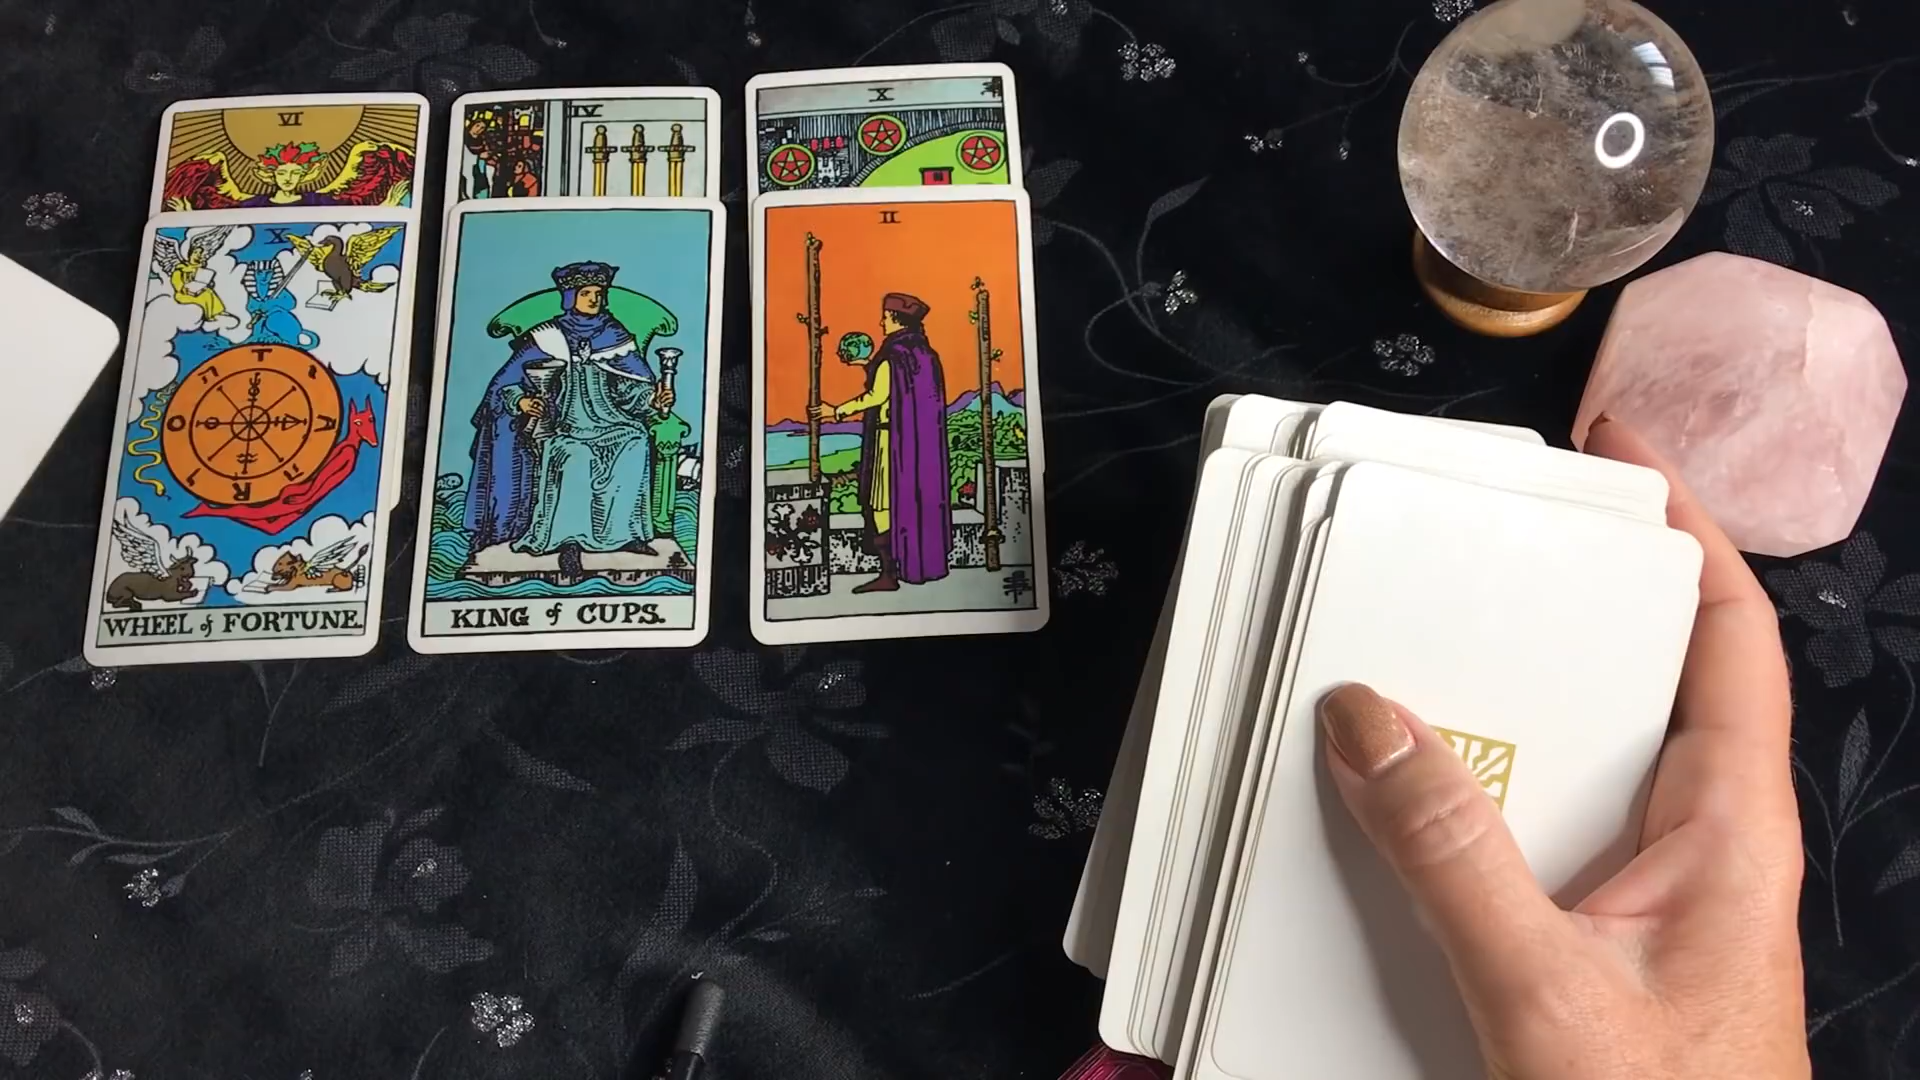 VI
IV
X
X
T
A
R
O
WHEEL of FORTUNE.
KING of CUPS.
II